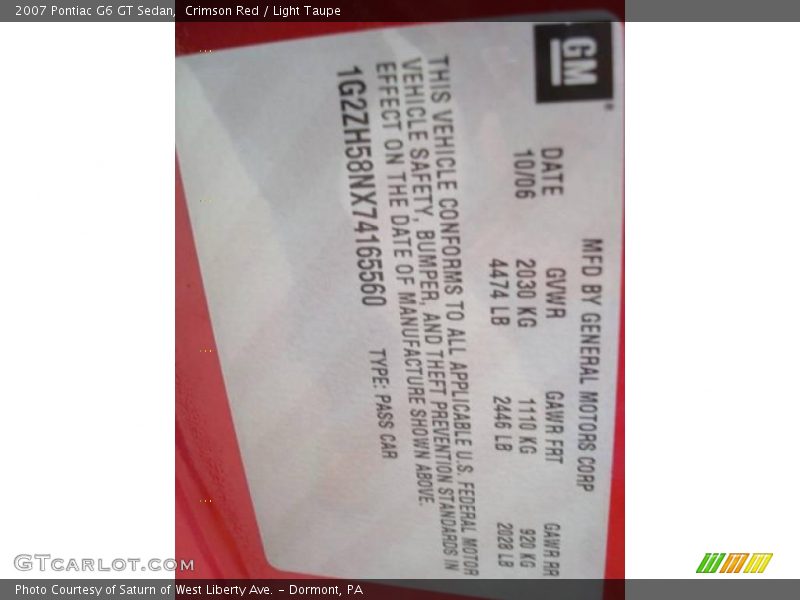 2007 Pontiac G6 GT Sedan,  Crimson Red / Light Taupe
GM
MFD BY GENERAL MOTORS CORP
DATE GVWR GAWR FRT GAWR RR
10/06 2030 KG 1110 KG 920 KG
4474 LB 2446 LB 2028 LB
THIS VEHICLE CONFORMS TO ALL APPLICABLE U.S. FEDERAL MOTOR
VEHICLE SAFETY, BUMPER, AND THEFT PREVENTION STANDARDS IN
EFFECT ON THE DATE OF MANUFACTURE SHOWN ABOVE.
1G2ZH58NX74165560 TYPE: PASS CAR
GTCARLOT.COM
Photo Courtesy of Saturn of West Liberty Ave. – Dormont, PA